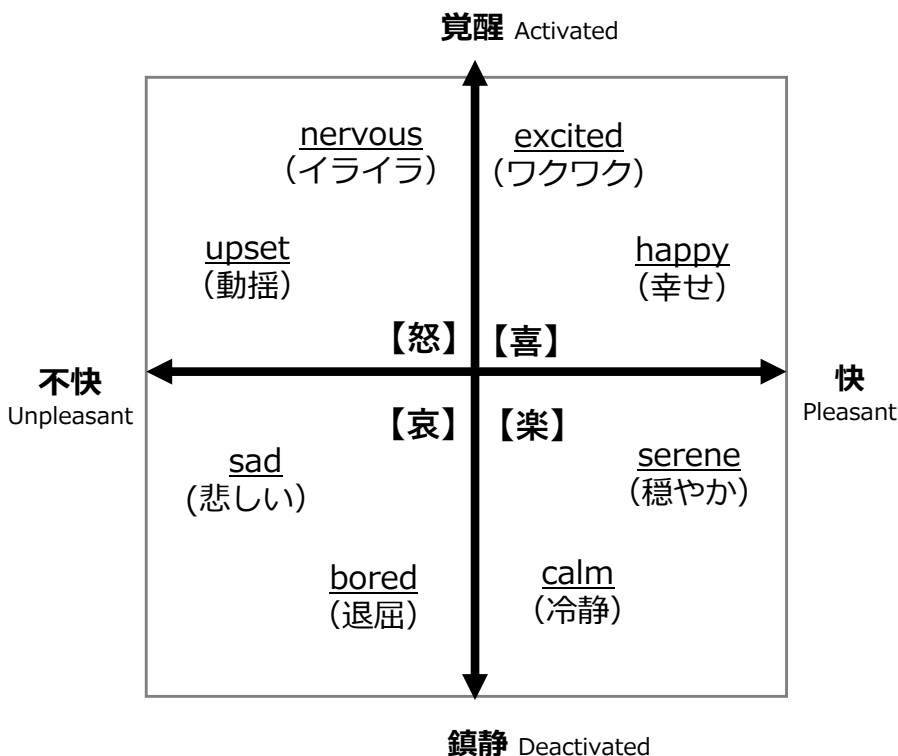 覚醒 Activated
nervous
（イライラ）
excited
（ワクワク）
upset
（動揺）
happy
（幸せ）
【怒】
【喜】
不快
Unpleasant
快
Pleasant
【哀】
【楽】
sad
(悲しい）
serene
（穏やか）
bored
（退屈）
calm
（冷静）
鎮静 Deactivated